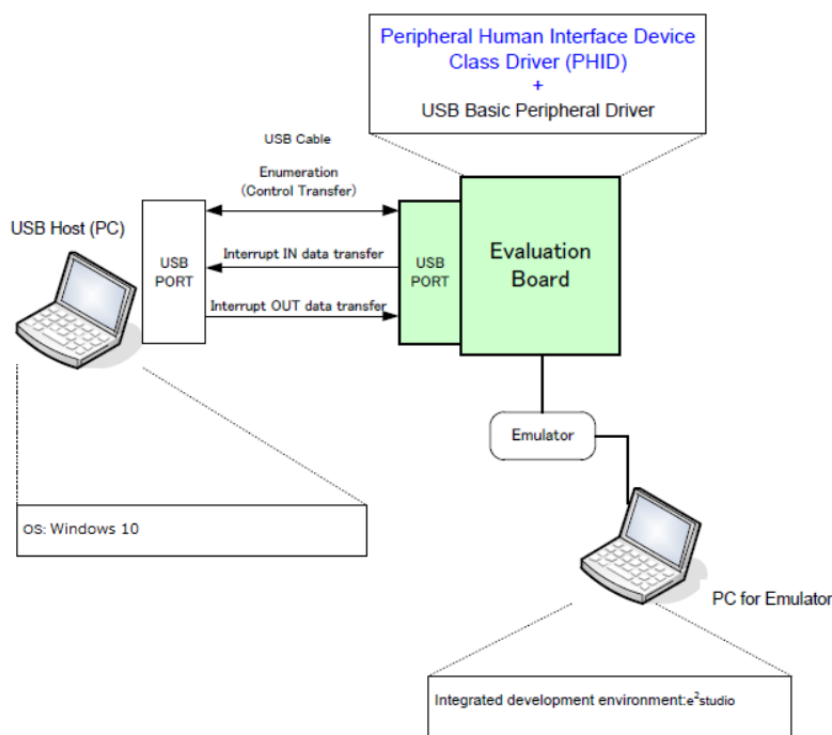 Peripheral Human Interface Device
Class Driver (PHID)
+
USB Basic Peripheral Driver
USB Cable
Enumeration
(Control Transfer)
USB Host (PC)
USB
PORT
Interrupt IN data transfer
Interrupt OUT data transfer
USB
PORT
Evaluation
Board
Emulator
OS: Windows 10
PC for Emulator
Integrated development environment:e²studio